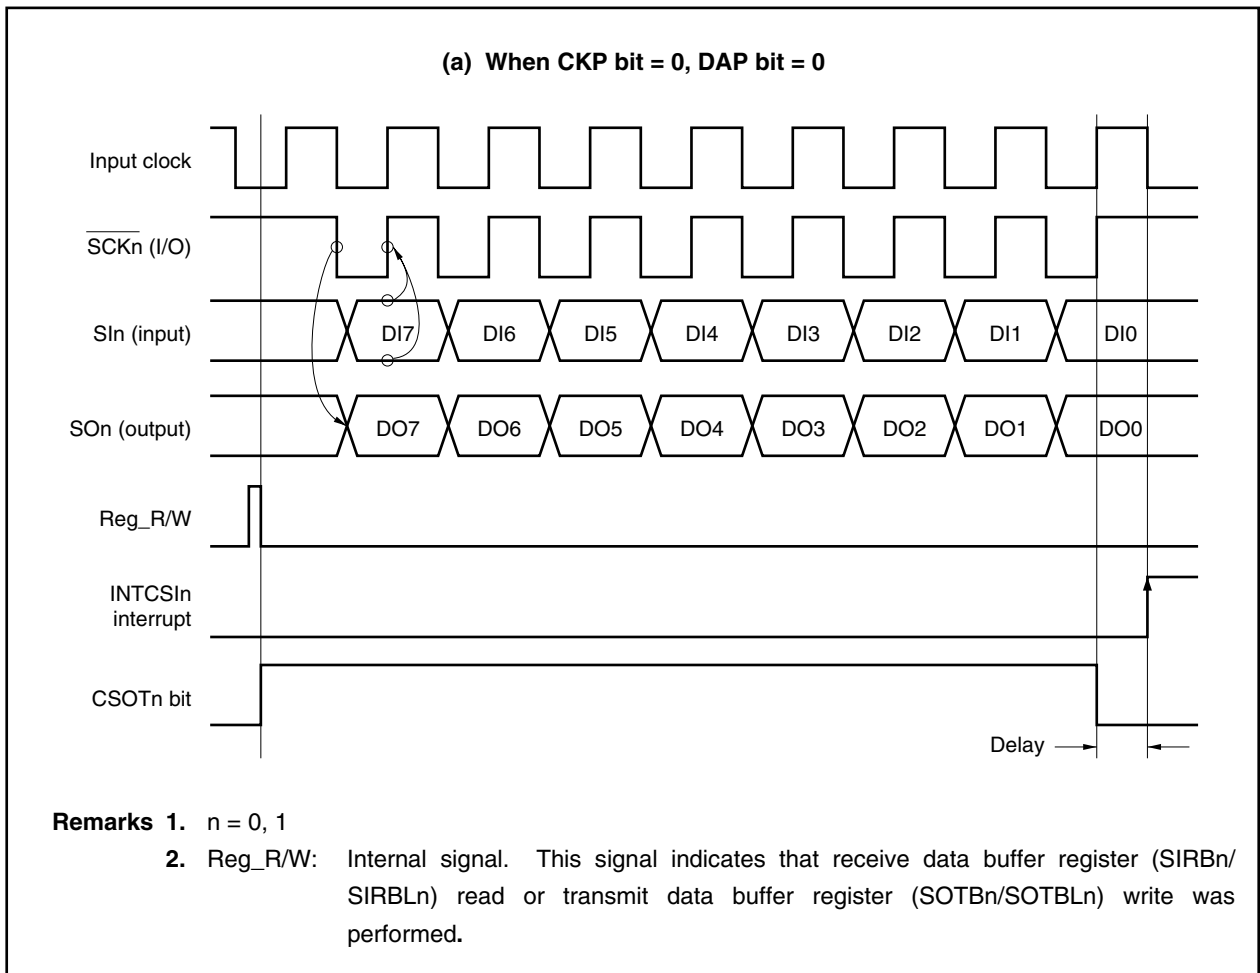 (a) When CKP bit = 0, DAP bit = 0
Input clock
SCKn (I/O)
SIn (input)
DI7 DI6 DI5 DI4 DI3 DI2 DI1 DI0
SOn (output)
DO7 DO6 DO5 DO4 DO3 DO2 DO1 DO0
Reg_R/W
INTCSIn
interrupt
CSOTn bit
Delay
Remarks 1. n = 0, 1
2. Reg_R/W: Internal signal. This signal indicates that receive data buffer register (SIRBn/
SIRBLn) read or transmit data buffer register (SOTBn/SOTBLn) write was
performed.